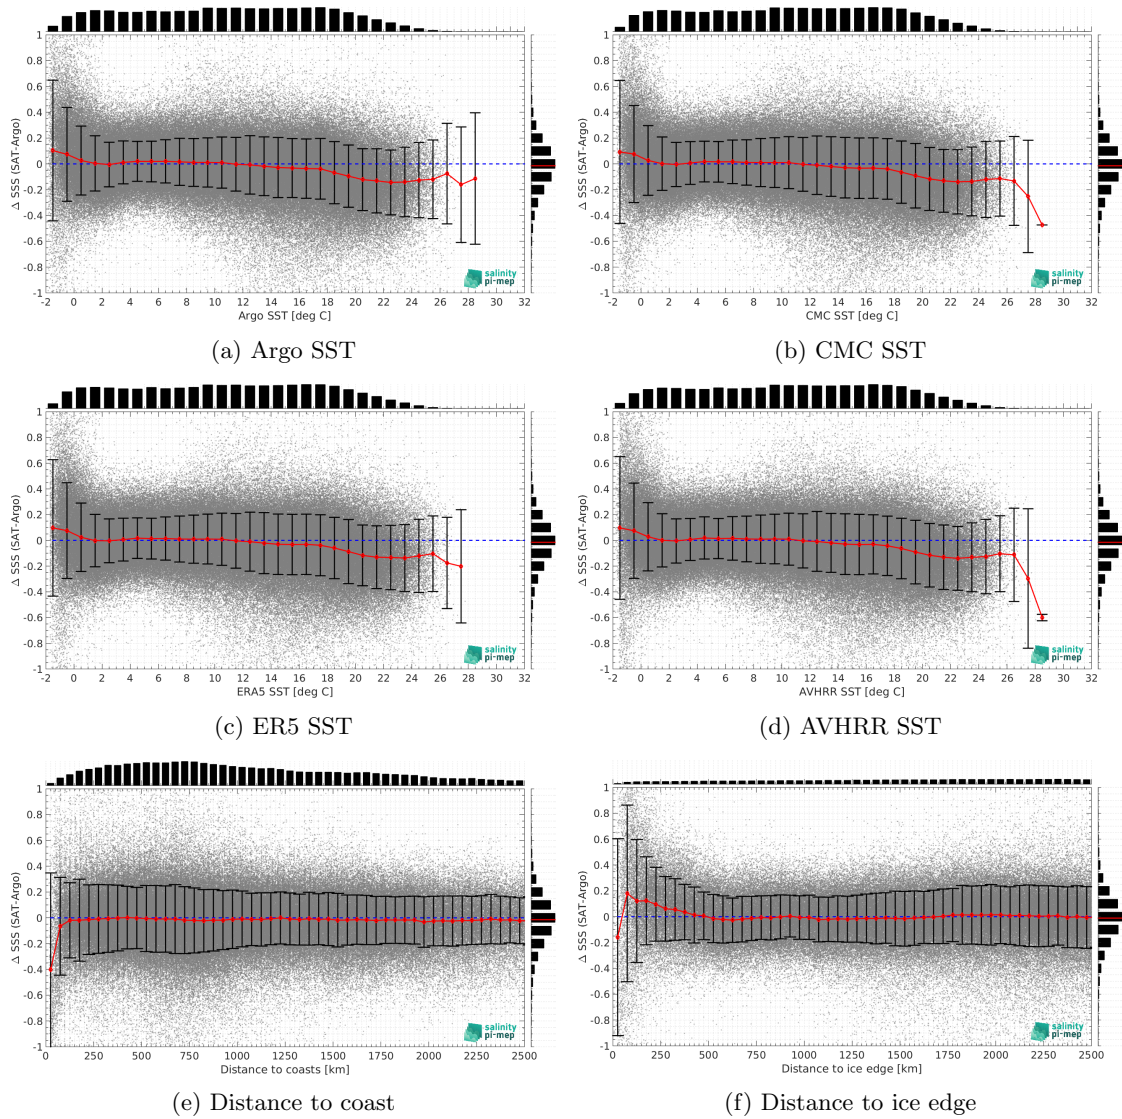 1
0.8
0.6
0.4
0.2
0
-0.2
-0.4
-0.6
-0.8
-1
Δ SSS (SAT-Argo)
salinity
pi-mep
-2 0 2 4 6 8 10 12 14 16 18 20 22 24 26 28 30 32
Argo SST [deg C]
(a) Argo SST
1
0.8
0.6
0.4
0.2
0
-0.2
-0.4
-0.6
-0.8
-1
Δ SSS (SAT-Argo)
salinity
pi-mep
-2 0 2 4 6 8 10 12 14 16 18 20 22 24 26 28 30 32
CMC SST [deg C]
(b) CMC SST
1
0.8
0.6
0.4
0.2
0
-0.2
-0.4
-0.6
-0.8
-1
Δ SSS (SAT-Argo)
salinity
pi-mep
-2 0 2 4 6 8 10 12 14 16 18 20 22 24 26 28 30 32
ERA5 SST [deg C]
(c) ER5 SST
1
0.8
0.6
0.4
0.2
0
-0.2
-0.4
-0.6
-0.8
-1
Δ SSS (SAT-Argo)
salinity
pi-mep
-2 0 2 4 6 8 10 12 14 16 18 20 22 24 26 28 30 32
AVHRR SST [deg C]
(d) AVHRR SST
1
0.8
0.6
0.4
0.2
0
-0.2
-0.4
-0.6
-0.8
-1
Δ SSS (SAT-Argo)
salinity
pi-mep
0 250 500 750 1000 1250 1500 1750 2000 2250 2500
Distance to coasts [km]
(e) Distance to coast
1
0.8
0.6
0.4
0.2
0
-0.2
-0.4
-0.6
-0.8
-1
Δ SSS (SAT-Argo)
salinity
pi-mep
0 250 500 750 1000 1250 1500 1750 2000 2250 2500
Distance to ice edge [km]
(f) Distance to ice edge